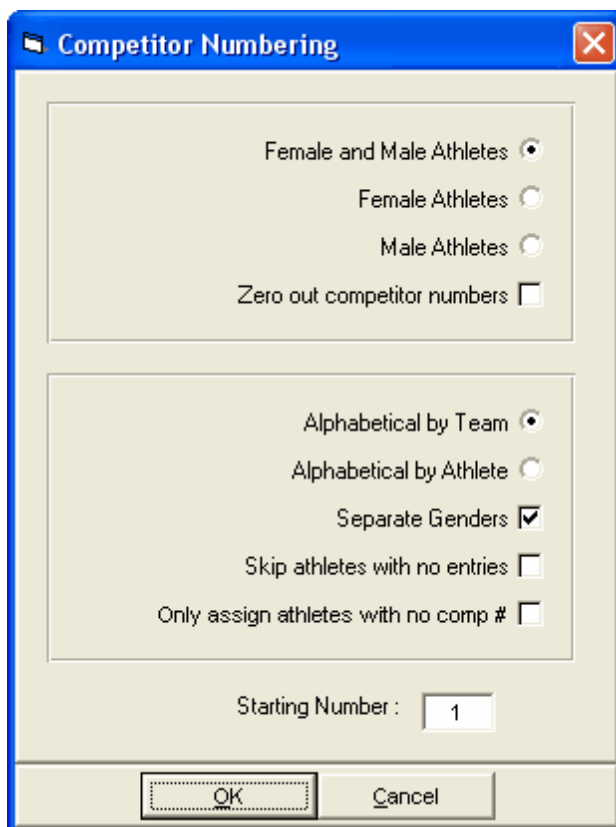 Competitor Numbering
Female and Male Athletes
Female Athletes
Male Athletes
Zero out competitor numbers
Alphabetical by Team
Alphabetical by Athlete
Separate Genders
Skip athletes with no entries
Only assign athletes with no comp #
Starting Number : 1
OK Cancel